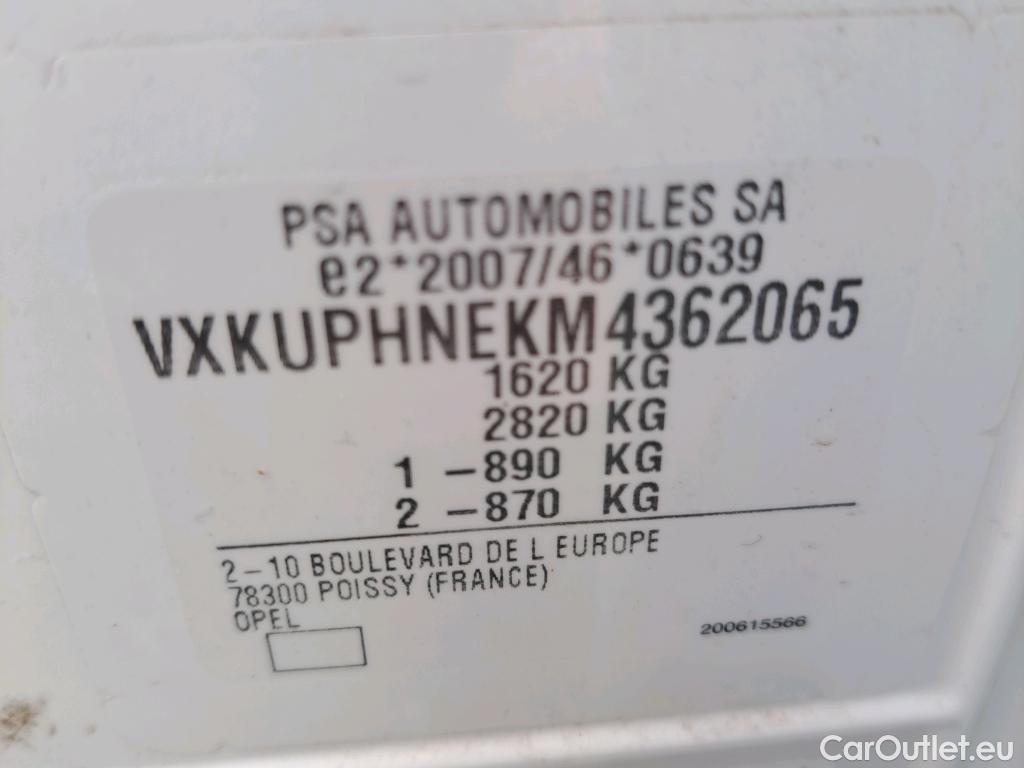 PSA AUTOMOBILES SA
e2*2007/46*0639
VXKUPHNEKM4362065
1620 KG
2820 KG
1 -890 KG
2 -870 KG
2-10 BOULEVARD DE L EUROPE
78300 POISSY (FRANCE)
OPEL
200615566
CarOutlet.eu